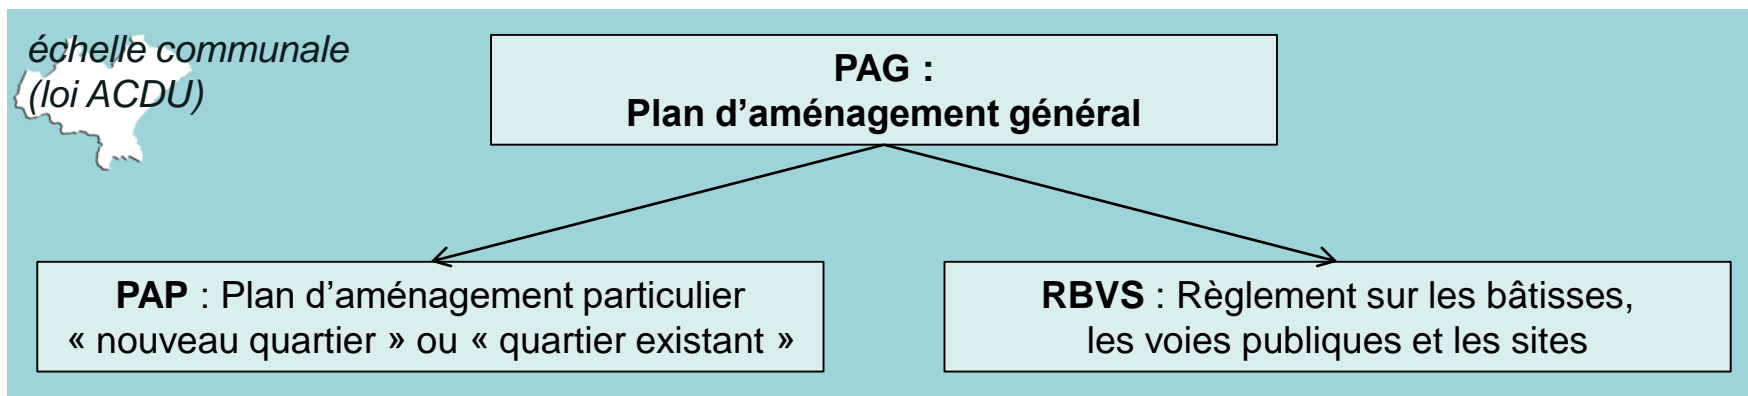 échelle communale
(loi ACDU)
PAG :
Plan d’aménagement général
PAP : Plan d’aménagement particulier
« nouveau quartier » ou « quartier existant »
RBVS : Règlement sur les bâtisses,
les voies publiques et les sites